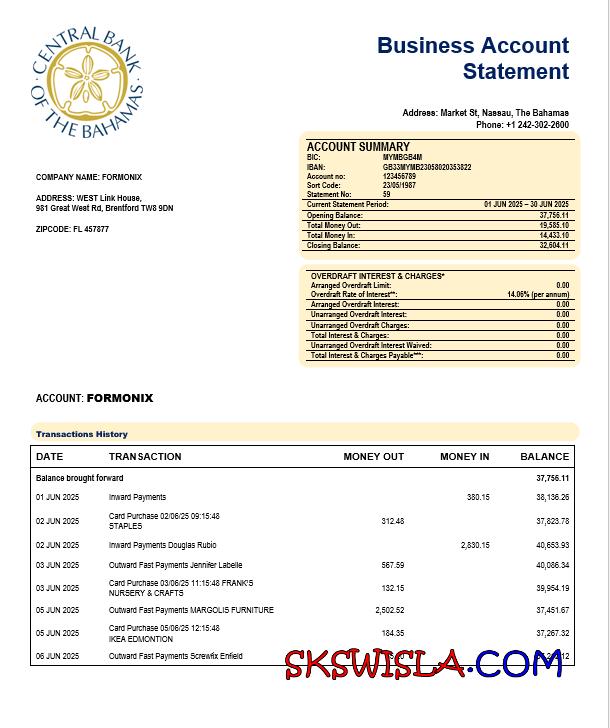 CENTRAL BANK
OF THE BAHAMAS
Business Account
Statement
Address: Market St, Nassau, The Bahamas
Phone: +1 242-302-2600
COMPANY NAME: FORMONIX
ADDRESS: WEST Link House,
981 Great West Rd, Brentford TW8 9DN
ZIPCODE: FL 457877
ACCOUNT SUMMARY
BIC: MYMBGB4M
IBAN: GB33MYMB23058020353822
Account no: 123456789
Sort Code: 23/05/1987
Statement No: 59
Current Statement Period: 01 JUN 2025 – 30 JUN 2025
Opening Balance: 37,756.11
Total Money Out: 19,585.10
Total Money In: 14,433.10
Closing Balance: 32,604.11
OVERDRAFT INTEREST & CHARGES*
Arranged Overdraft Limit: 0.00
Overdraft Rate of Interest**: 14.06% (per annum)
Arranged Overdraft Interest: 0.00
Unarranged Overdraft Interest: 0.00
Unarranged Overdraft Charges: 0.00
Total Interest & Charges: 0.00
Unarranged Overdraft Interest Waived: 0.00
Total Interest & Charges Payable***: 0.00
ACCOUNT: FORMONIX
Transactions History
DATE TRANSACTION MONEY OUT MONEY IN BALANCE
Balance brought forward 37,756.11
01 JUN 2025 Inward Payments 380.15 38,136.26
02 JUN 2025 Card Purchase 02/06/25 09:15:48
STAPLES 312.48 37,823.78
02 JUN 2025 Inward Payments Douglas Rubio 2,830.15 40,653.93
03 JUN 2025 Outward Fast Payments Jennifer Labelle 567.59 40,086.34
03 JUN 2025 Card Purchase 03/06/25 11:15:48 FRANK'S
NURSERY & CRAFTS 132.15 39,954.19
05 JUN 2025 Outward Fast Payments MARGOLIS FURNITURE 2,502.52 37,451.67
05 JUN 2025 Card Purchase 05/06/25 12:15:48
IKEA EDMONTION 184.35 37,267.32
06 JUN 2025 Outward Fast Payments Screwfix Enfield
SKSWISLA.COM